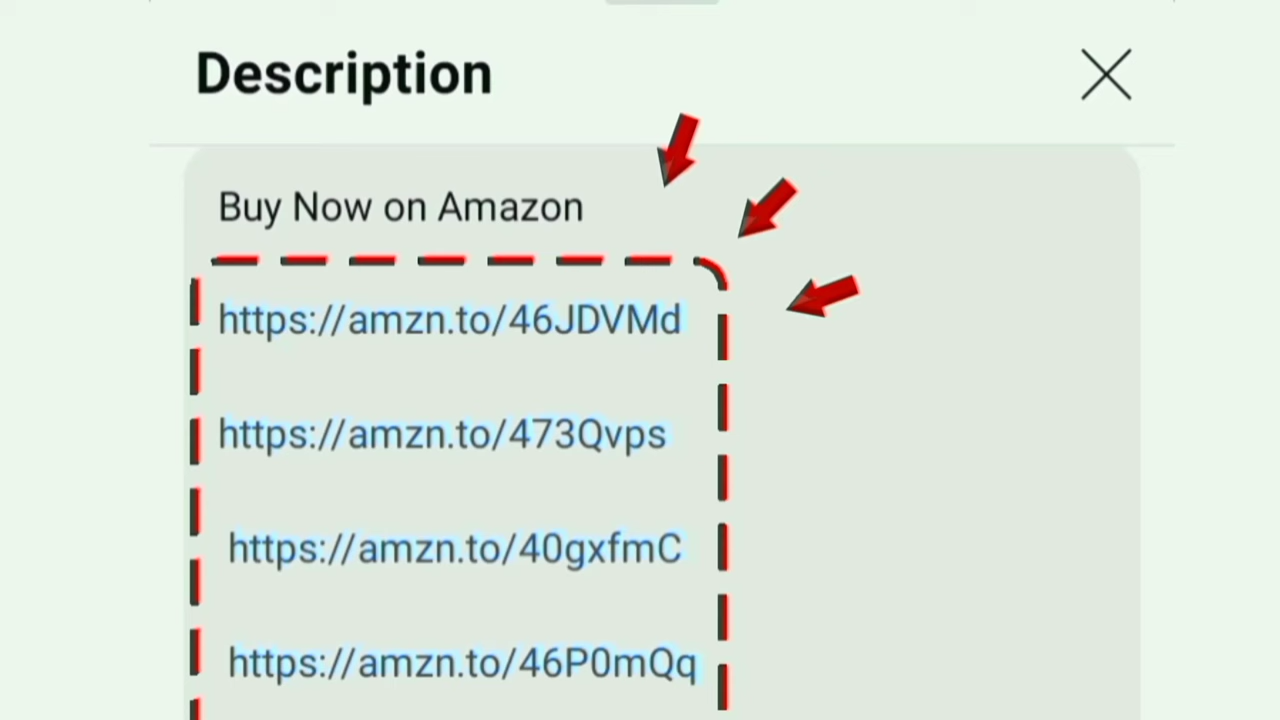 Description
Buy Now on Amazon
https://amzn.to/46JDVMd
https://amzn.to/473Qvps
https://amzn.to/40gxfmC
https://amzn.to/46P0mQq